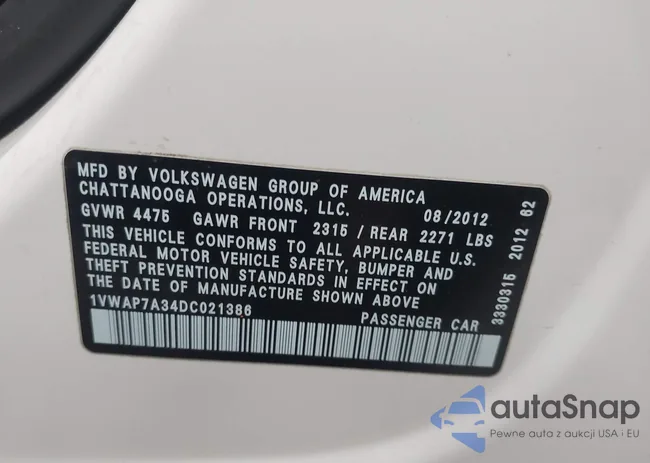 MFD BY VOLKSWAGEN GROUP OF AMERICA
CHATTANOOGA OPERATIONS, LLC. 08/2012
GVWR 4475 GAWR FRONT 2315 / REAR 2271 LBS
THIS VEHICLE CONFORMS TO ALL APPLICABLE U.S.
FEDERAL MOTOR VEHICLE SAFETY, BUMPER AND
THEFT PREVENTION STANDARDS IN EFFECT ON
THE DATE OF MANUFACTURE SHOWN ABOVE
1VWAP7A34DC021386 PASSENGER CAR
3330315 2012 62
autoSnap
Pewne auta z aukcji USA i EU